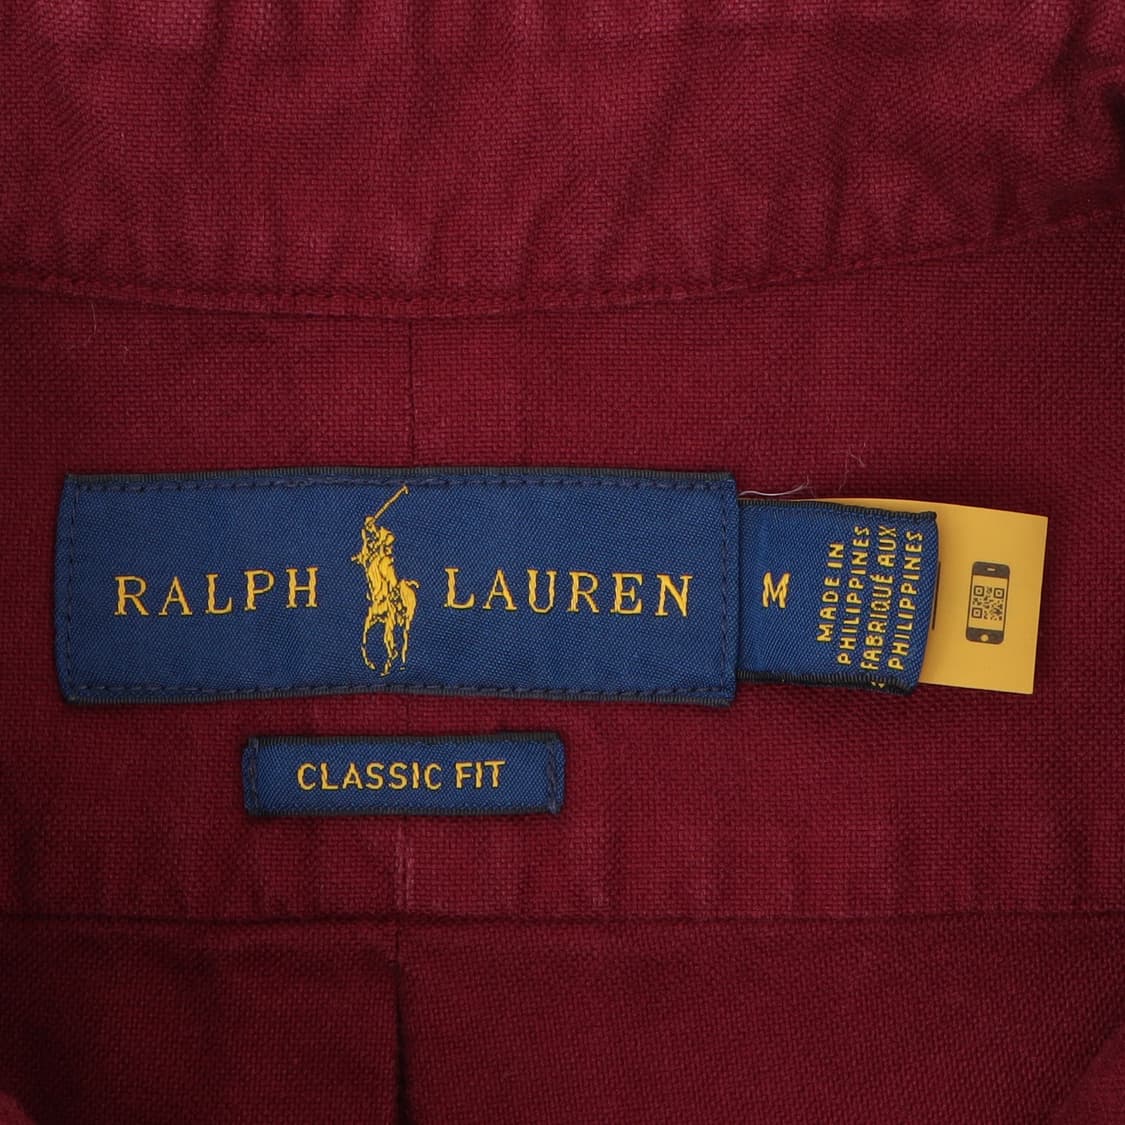 RALPH LAUREN
M
MADE IN
PHILIPPINES
FABRIQUÉ AUX
PHILIPPINES
CLASSIC FIT